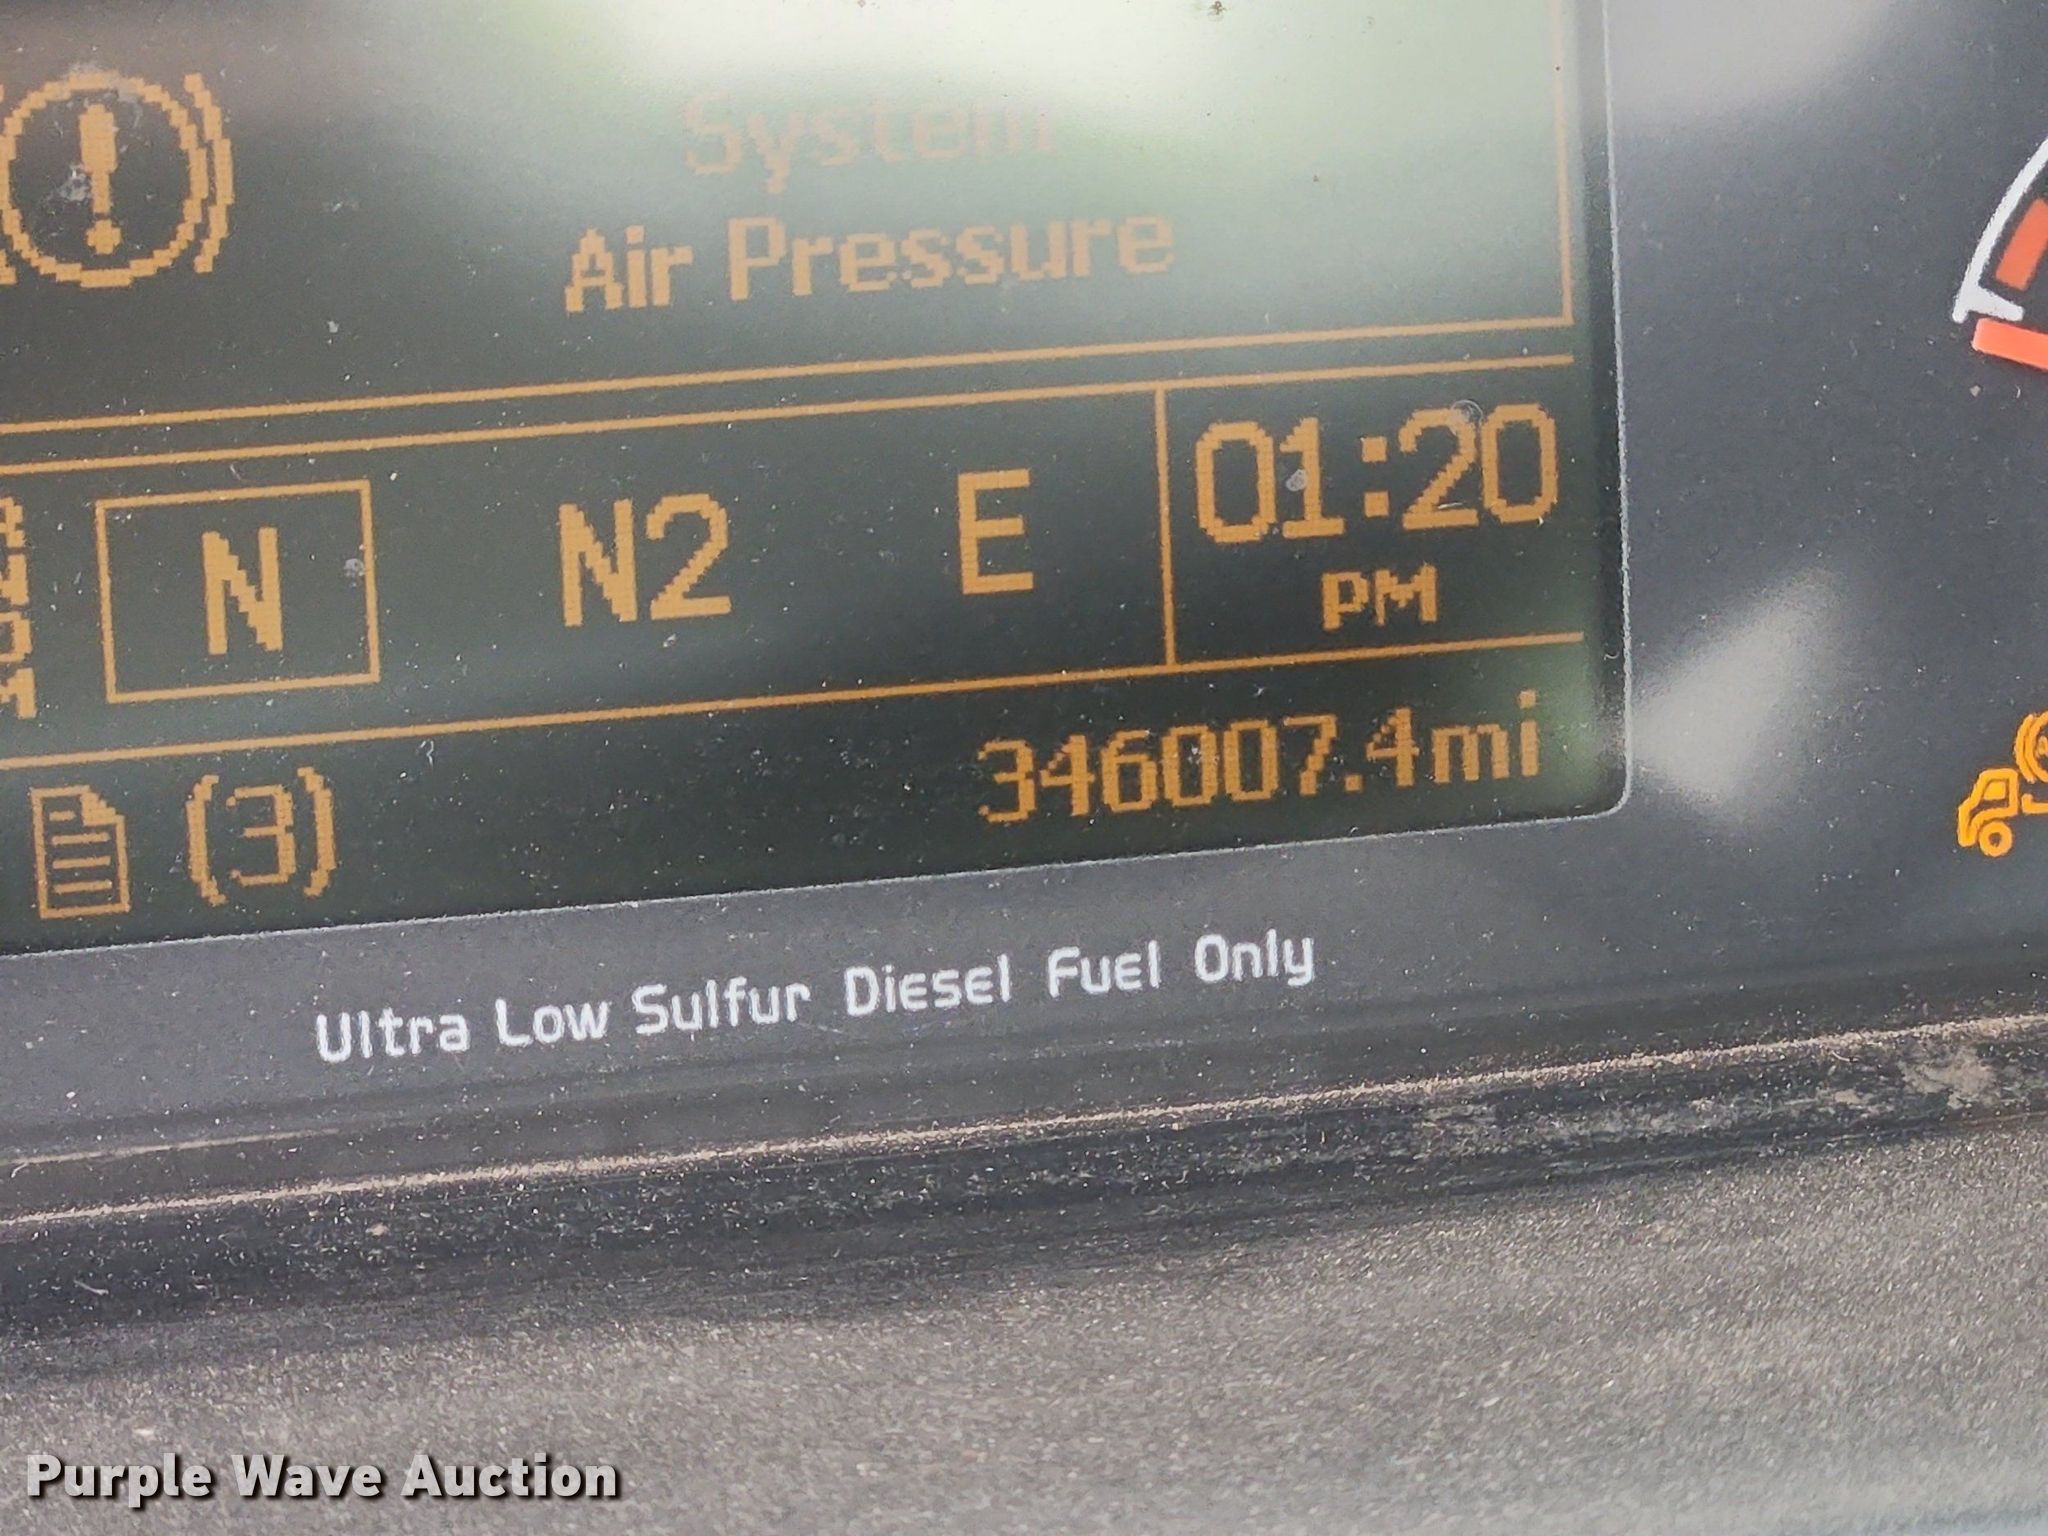 System
Air Pressure
N N2 E
01:20
PM
(3) 346007.4mi
Ultra Low Sulfur Diesel Fuel Only
Purple Wave Auction